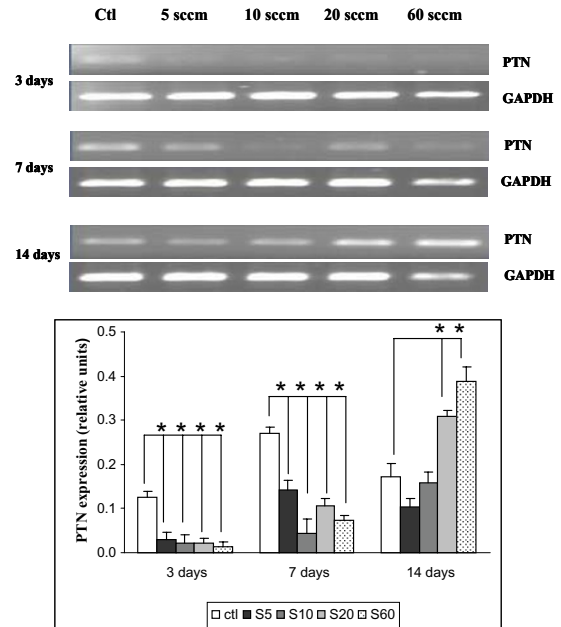 Ctl 5 sccm 10 sccm 20 sccm 60 sccm
PTN
3 days
GAPDH
PTN
7 days
GAPDH
PTN
14 days
GAPDH
PTN expression (relative units)
0.5
0.4
0.3
0.2
0.1
0.0
* * * *
* * * *
* *
3 days 7 days 14 days
ctl S5 S10 S20 S60